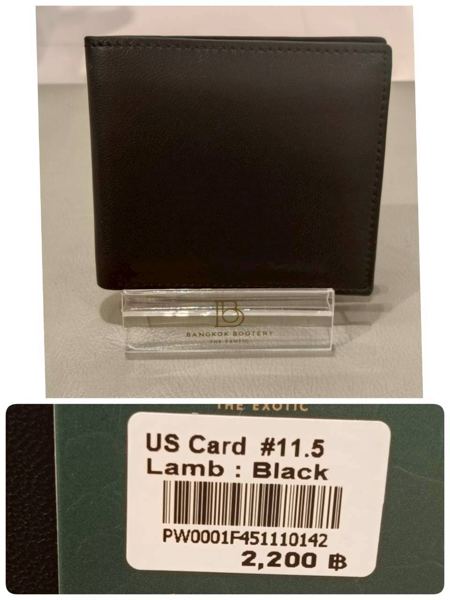 B
BANGKOK BOOTERY
THE EXOTIC
THE EXOTIC
US Card #11.5
Lamb : Black
PW0001F451110142
2,200 ฿